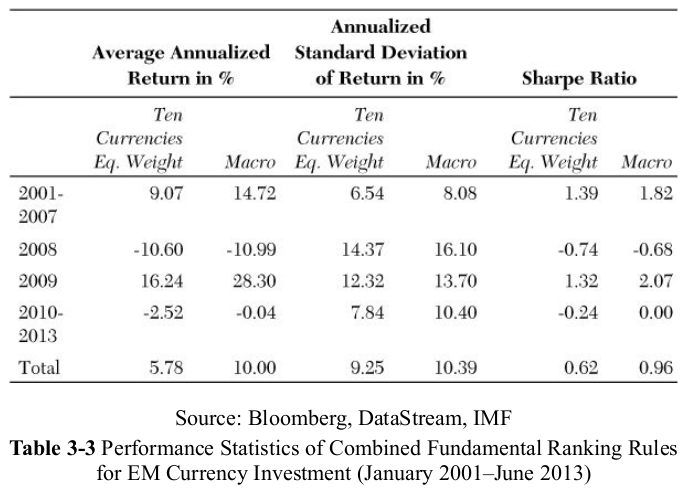 Average Annualized Return in % Annualized Standard Deviation of Return in % Sharpe Ratio
Ten Currencies Eq. Weight Macro Ten Currencies Eq. Weight Macro Ten Currencies Eq. Weight Macro
2001-2007 9.07 14.72 6.54 8.08 1.39 1.82
2008 -10.60 -10.99 14.37 16.10 -0.74 -0.68
2009 16.24 28.30 12.32 13.70 1.32 2.07
2010-2013 -2.52 -0.04 7.84 10.40 -0.24 0.00
Total 5.78 10.00 9.25 10.39 0.62 0.96
Source: Bloomberg, DataStream, IMF
Table 3-3 Performance Statistics of Combined Fundamental Ranking Rules
for EM Currency Investment (January 2001–June 2013)